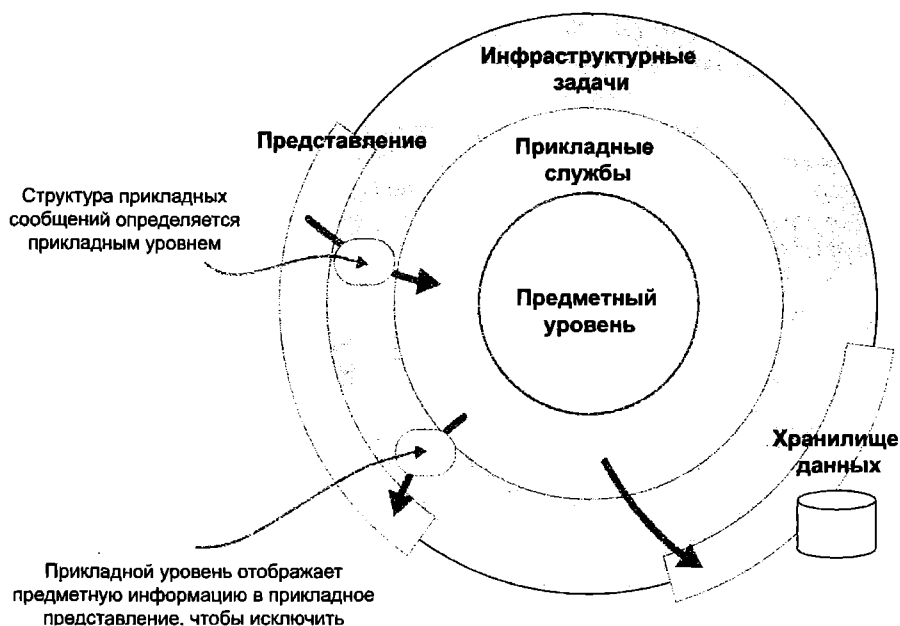 Инфраструктурные
задачи
Представление
Прикладные
службы
Структура прикладных
сообщений определяется
прикладным уровнем
Предметный
уровень
Хранилище
данных
Прикладной уровень отображает
предметную информацию в прикладное
представление, чтобы исключить